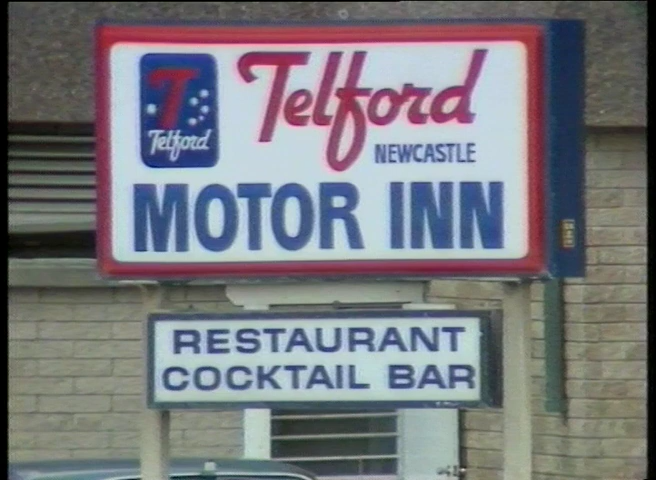 T
Telford
Telford
NEWCASTLE
MOTOR INN
RESTAURANT
COCKTAIL BAR